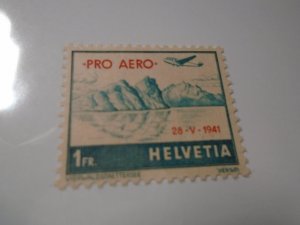 ·PRO AERO·
28·V·1941
1 FR. HELVETIA